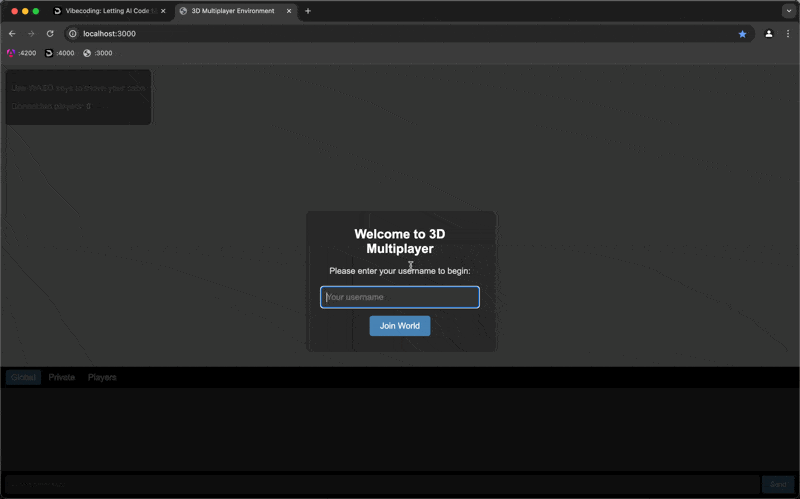 Vibecoding: Letting AI Code
3D Multiplayer Environment
localhost:3000
:4200
:4000
:3000
Use WASD keys to move your cube
Connected players: 0
Welcome to 3D
Multiplayer
Please enter your username to begin:
Your username
Join World
Global
Private
Players
Send